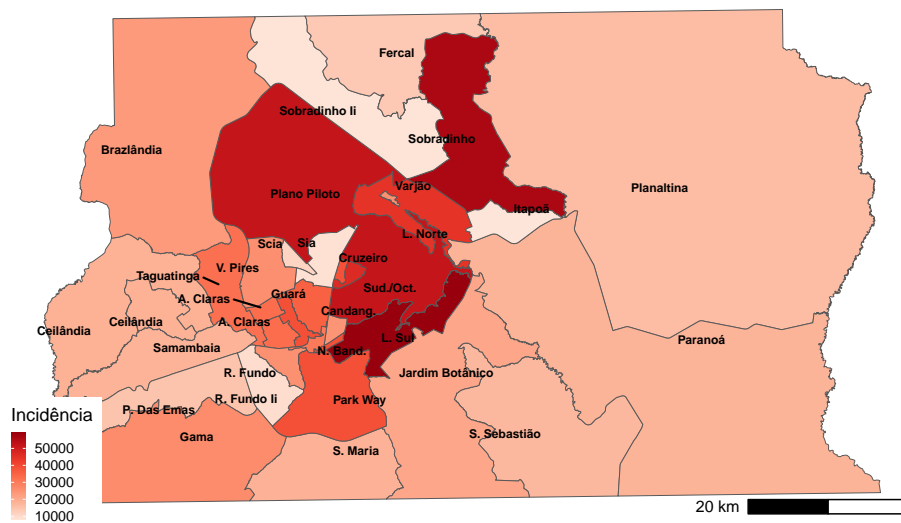 Fercal
Sobradinho Ii
Sobradinho
Brazlândia
Planaltina
Plano Piloto
Varjão
Itapoã
L. Norte
Scia
Sia
Cruzeiro
V. Pires
Taguatinga
Guará
Sud./Oct.
A. Claras
Candang.
Ceilândia
Ceilândia
A. Claras
L. Sul
Paranoá
Samambaia
N. Band.
R. Fundo
Jardim Botânico
R. Fundo Ii
Park Way
P. Das Emas
Gama
S. Sebastião
S. Maria
Incidência
50000
40000
30000
20000
10000
20 km